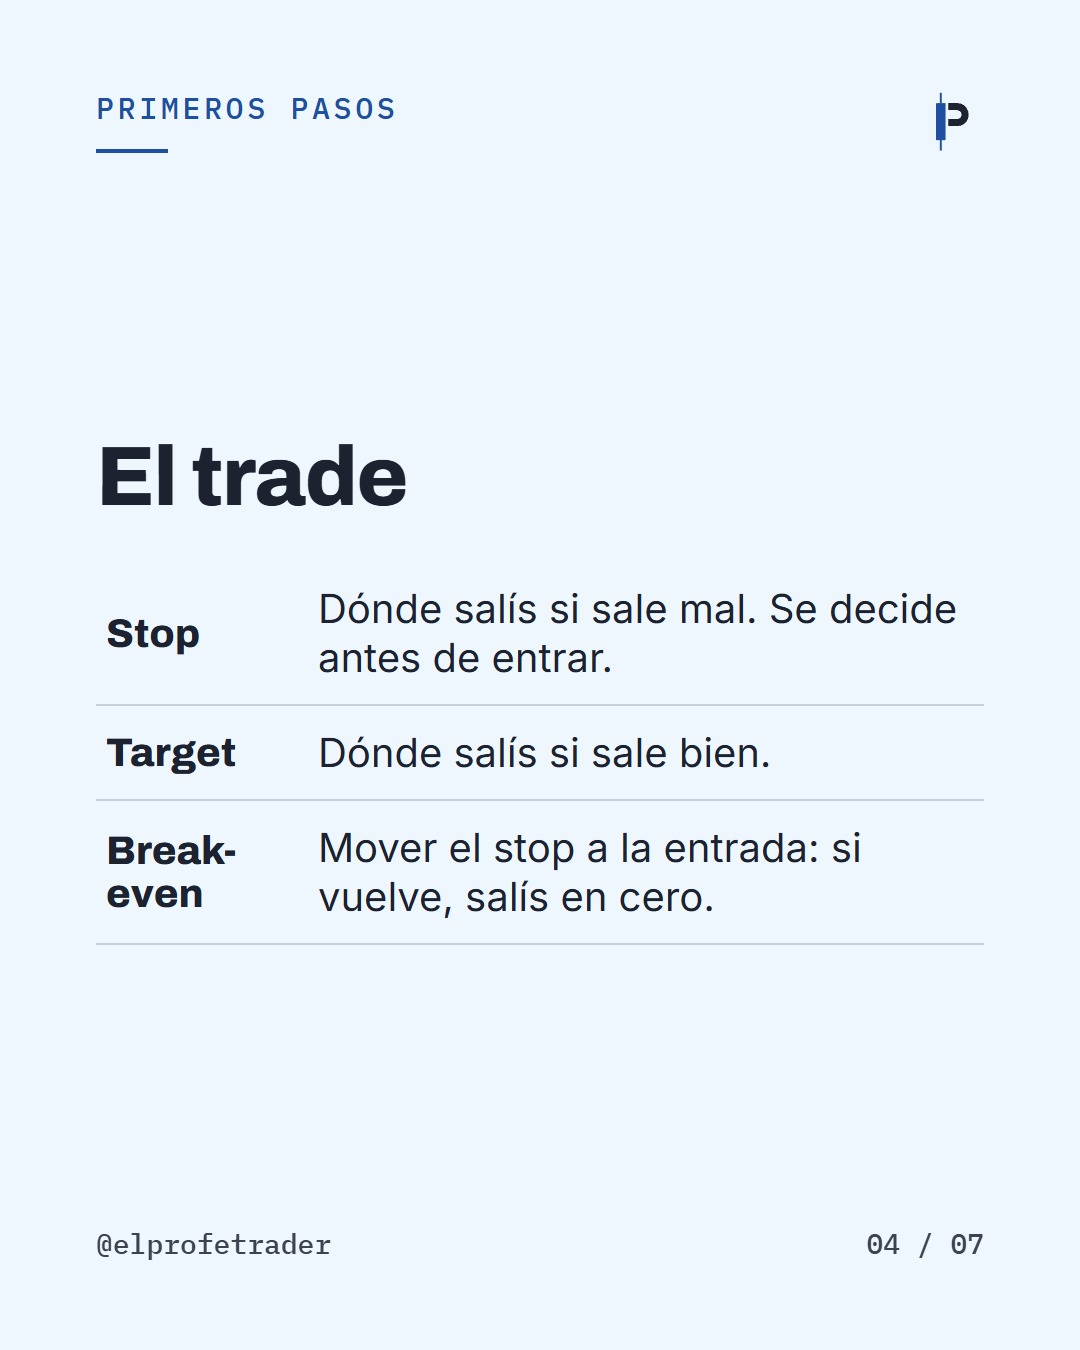 PRIMEROS PASOS
El trade
Stop
Dónde salís si sale mal. Se decide
antes de entrar.
Target
Dónde salís si sale bien.
Break-
even
Mover el stop a la entrada: si
vuelve, salís en cero.
@elprofetrader
04 / 07